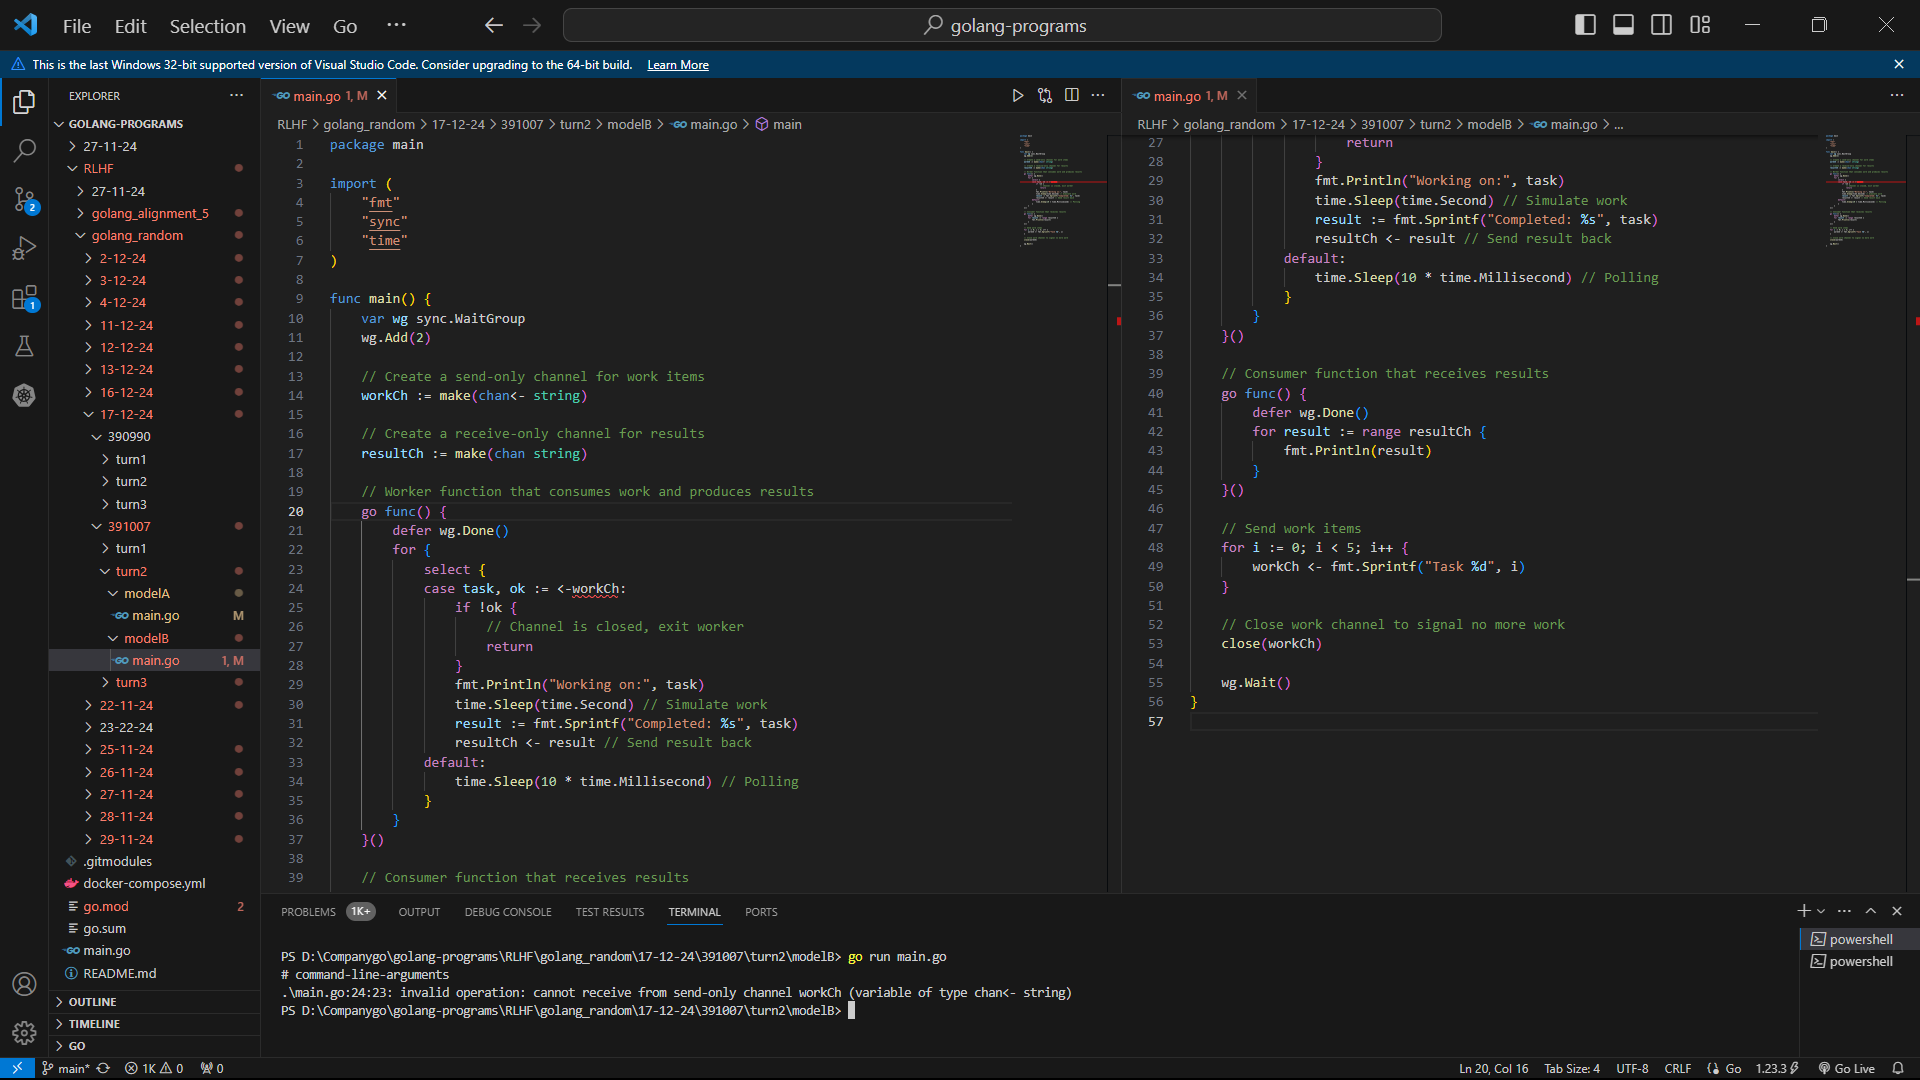 File Edit Selection View Go ··· golang-programs
This is the last Windows 32-bit supported version of Visual Studio Code. Consider upgrading to the 64-bit build. Learn More
EXPLORER
GOLANG-PROGRAMS
27-11-24
RLHF
27-11-24
golang_alignment_5
golang_random
2-12-24
3-12-24
4-12-24
11-12-24
12-12-24
13-12-24
16-12-24
17-12-24
390990
turn1
turn2
turn3
391007
turn1
turn2
modelA
main.go M
modelB
main.go 1, M
turn3
22-11-24
23-22-24
25-11-24
26-11-24
27-11-24
28-11-24
29-11-24
.gitmodules
docker-compose.yml
go.mod 2
go.sum
main.go
README.md
OUTLINE
TIMELINE
GO
2
1
main.go 1, M
RLHF > golang_random > 17-12-24 > 391007 > turn2 > modelB > main.go > main
1 package main
2
3 import (
4 "fmt"
5 "sync"
6 "time"
7 )
8
9 func main() {
10 var wg sync.WaitGroup
11 wg.Add(2)
12
13 // Create a send-only channel for work items
14 workCh := make(chan<- string)
15
16 // Create a receive-only channel for results
17 resultCh := make(chan string)
18
19 // Worker function that consumes work and produces results
20 go func() {
21 defer wg.Done()
22 for {
23 select {
24 case task, ok := <-workCh:
25 if !ok {
26 // Channel is closed, exit worker
27 return
28 }
29 fmt.Println("Working on:", task)
30 time.Sleep(time.Second) // Simulate work
31 result := fmt.Sprintf("Completed: %s", task)
32 resultCh <- result // Send result back
33 default:
34 time.Sleep(10 * time.Millisecond) // Polling
35 }
36 }
37 }()
38
39 // Consumer function that receives results
main.go 1, M
RLHF > golang_random > 17-12-24 > 391007 > turn2 > modelB > main.go > ...
27 return
28 }
29 fmt.Println("Working on:", task)
30 time.Sleep(time.Second) // Simulate work
31 result := fmt.Sprintf("Completed: %s", task)
32 resultCh <- result // Send result back
33 default:
34 time.Sleep(10 * time.Millisecond) // Polling
35 }
36 }
37 }()
38
39 // Consumer function that receives results
40 go func() {
41 defer wg.Done()
42 for result := range resultCh {
43 fmt.Println(result)
44 }
45 }()
46
47 // Send work items
48 for i := 0; i < 5; i++ {
49 workCh <- fmt.Sprintf("Task %d", i)
50 }
51
52 // Close work channel to signal no more work
53 close(workCh)
54
55 wg.Wait()
56 }
57
PROBLEMS 1K+ OUTPUT DEBUG CONSOLE TEST RESULTS TERMINAL PORTS
PS D:\Companygo\golang-programs\RLHF\golang_random\17-12-24\391007\turn2\modelB> go run main.go
# command-line-arguments
.\main.go:24:23: invalid operation: cannot receive from send-only channel workCh (variable of type chan<- string)
PS D:\Companygo\golang-programs\RLHF\golang_random\17-12-24\391007\turn2\modelB>
powershell
powershell
main* 1K 0 0 Ln 20, Col 16 Tab Size: 4 UTF-8 CRLF Go 1.23.3 Go Live